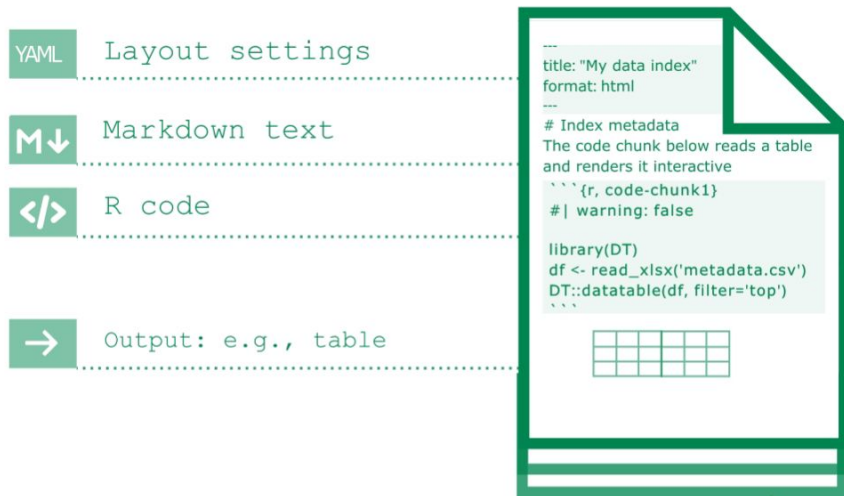 YAML Layout settings
M↓ Markdown text
</> R code
→ Output: e.g., table
---
title: "My data index"
format: html
---
# Index metadata
The code chunk below reads a table
and renders it interactive
```{r, code-chunk1}
#| warning: false
library(DT)
df <- read_xlsx('metadata.csv')
DT::datatable(df, filter='top')
```